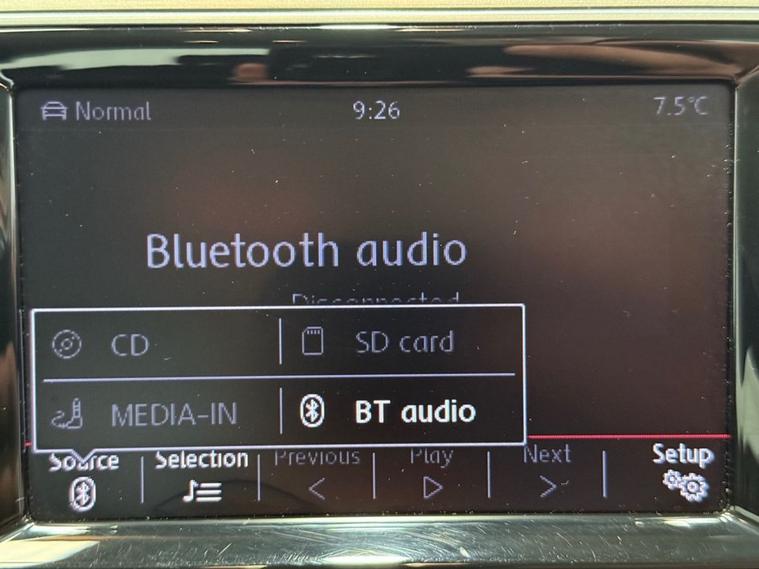 Normal 9:26 7.5°C
Bluetooth audio
Disconnected
CD SD card
MEDIA-IN BT audio
Source Selection Previous Play Next Setup